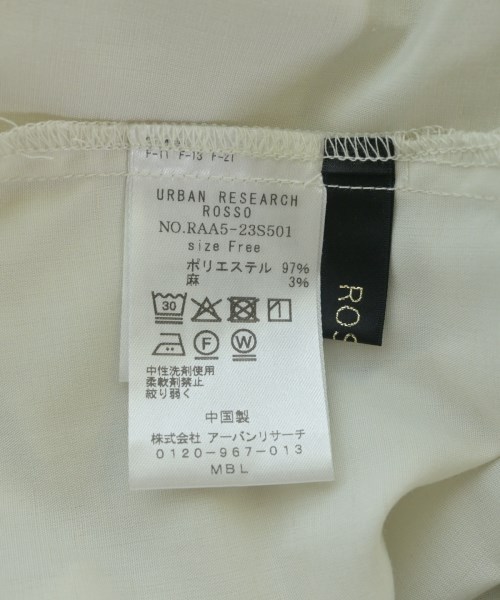 F-11 F-13 F-21
URBAN RESEARCH
ROSSO
NO.RAA5-23S501
size Free
ポリエステル 97%
麻 3%
30
F W
中性洗剤使用
柔軟剤禁止
絞り弱く
中国製
株式会社 アーバンリサーチ
0120-967-013
MBL
ROS